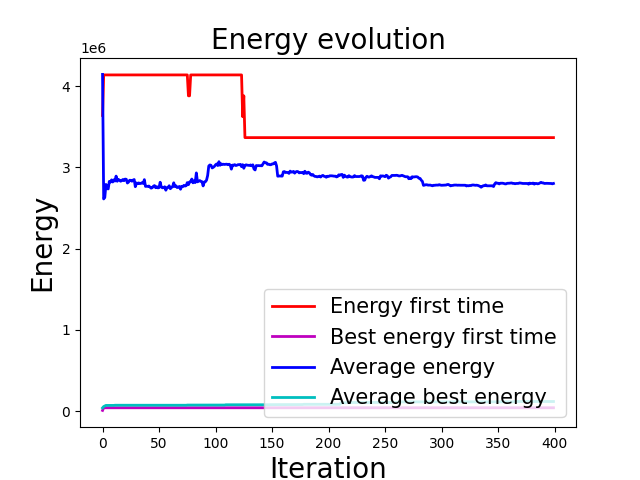 Energy evolution
1e6
4
3
2
1
0
Energy
Energy first time
Best energy first time
Average energy
Average best energy
0 50 100 150 200 250 300 350 400
Iteration